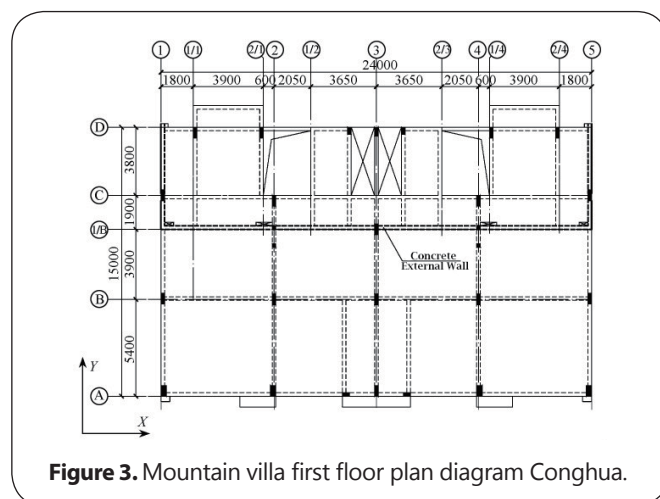 1 1/1 2/1 2 1/2 3 2/3 4 1/4 2/4 5
24000
1800 3900 600 2050 3650 3650 2050 600 3900 1800
D
3800
C
1900
1/B
Concrete
External Wall
15000
3900
B
5400
Y
A
X
Figure 3. Mountain villa first floor plan diagram Conghua.